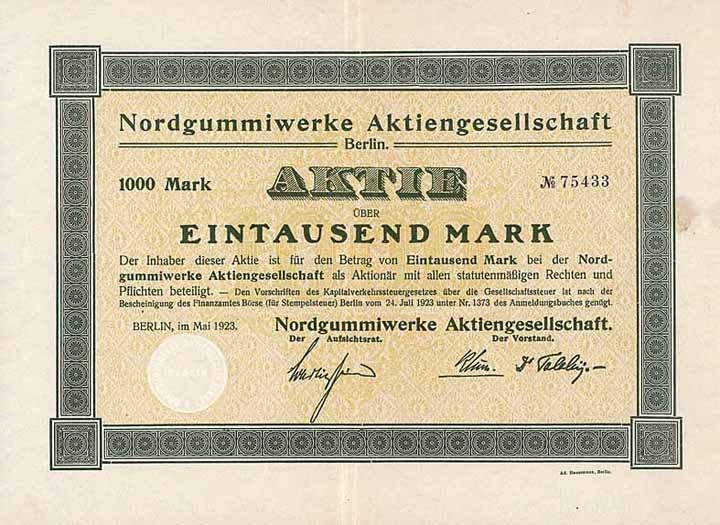 Nordgummiwerke Aktiengesellschaft
Berlin.
1000 Mark AKTIE № 75433
ÜBER
EINTAUSEND MARK
Der Inhaber dieser Aktie ist für den Betrag von Eintausend Mark bei der Nord-
gummiwerke Aktiengesellschaft als Aktionär mit allen statutenmäßigen Rechten und
Pflichten beteiligt. — Den Vorschriften des Kapitalverkehrssteuergesetzes über die Gesellschaftssteuer ist nach der
Bescheinigung des Finanzamtes Börse (für Stempelsteuer) Berlin vom 24. Juli 1923 unter Nr. 1373 des Anmeldungsbuches genügt.
BERLIN, im Mai 1923. Nordgummiwerke Aktiengesellschaft.
Der Aufsichtsrat. Der Vorstand.
Berlin.